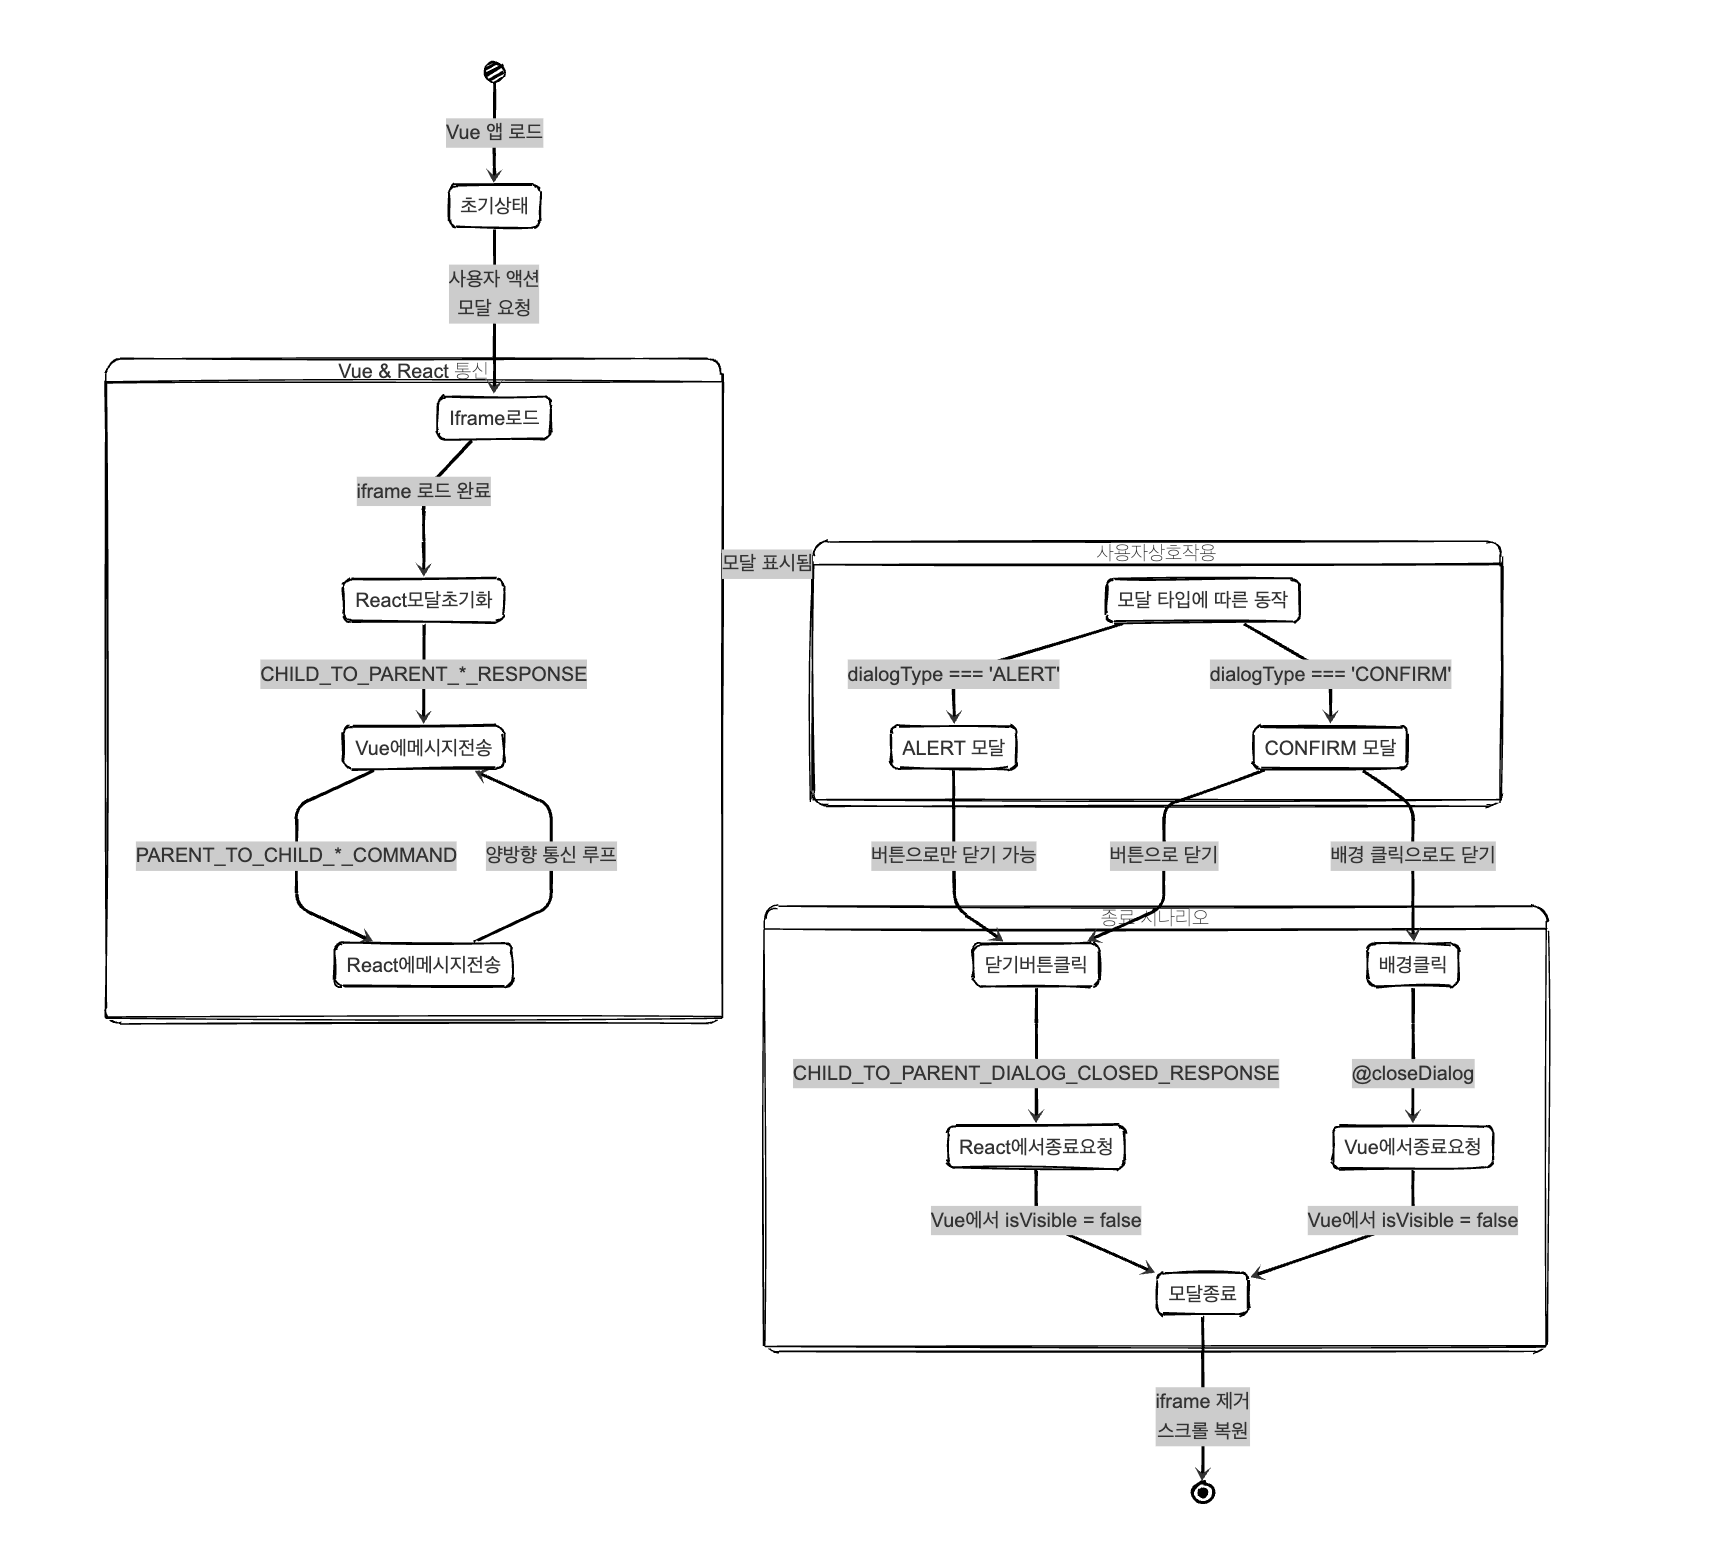 Vue 앱 로드
초기상태
사용자 액션
모달 요청
Vue & React 통신
Iframe로드
iframe 로드 완료
React모달초기화
CHILD_TO_PARENT_*_RESPONSE
Vue에메시지전송
PARENT_TO_CHILD_*_COMMAND
양방향 통신 루프
React에메시지전송
모달 표시됨
사용자상호작용
모달 타입에 따른 동작
dialogType === 'ALERT'
dialogType === 'CONFIRM'
ALERT 모달
CONFIRM 모달
버튼으로만 닫기 가능
버튼으로 닫기
배경 클릭으로도 닫기
종료 시나리오
닫기버튼클릭
배경클릭
CHILD_TO_PARENT_DIALOG_CLOSED_RESPONSE
@closeDialog
React에서종료요청
Vue에서종료요청
Vue에서 isVisible = false
Vue에서 isVisible = false
모달종료
iframe 제거
스크롤 복원